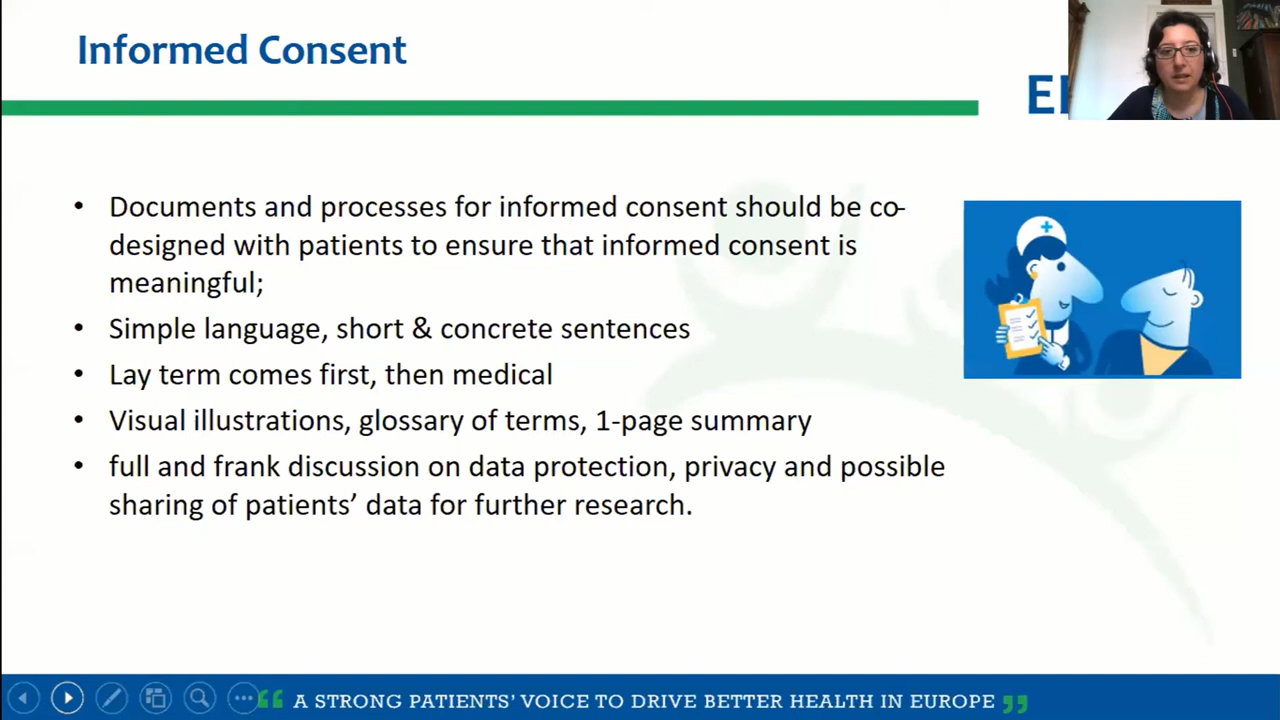 Informed Consent
• Documents and processes for informed consent should be co-
designed with patients to ensure that informed consent is
meaningful;
• Simple language, short & concrete sentences
• Lay term comes first, then medical
• Visual illustrations, glossary of terms, 1-page summary
• full and frank discussion on data protection, privacy and possible
sharing of patients’ data for further research.
“ A STRONG PATIENTS’ VOICE TO DRIVE BETTER HEALTH IN EUROPE ”